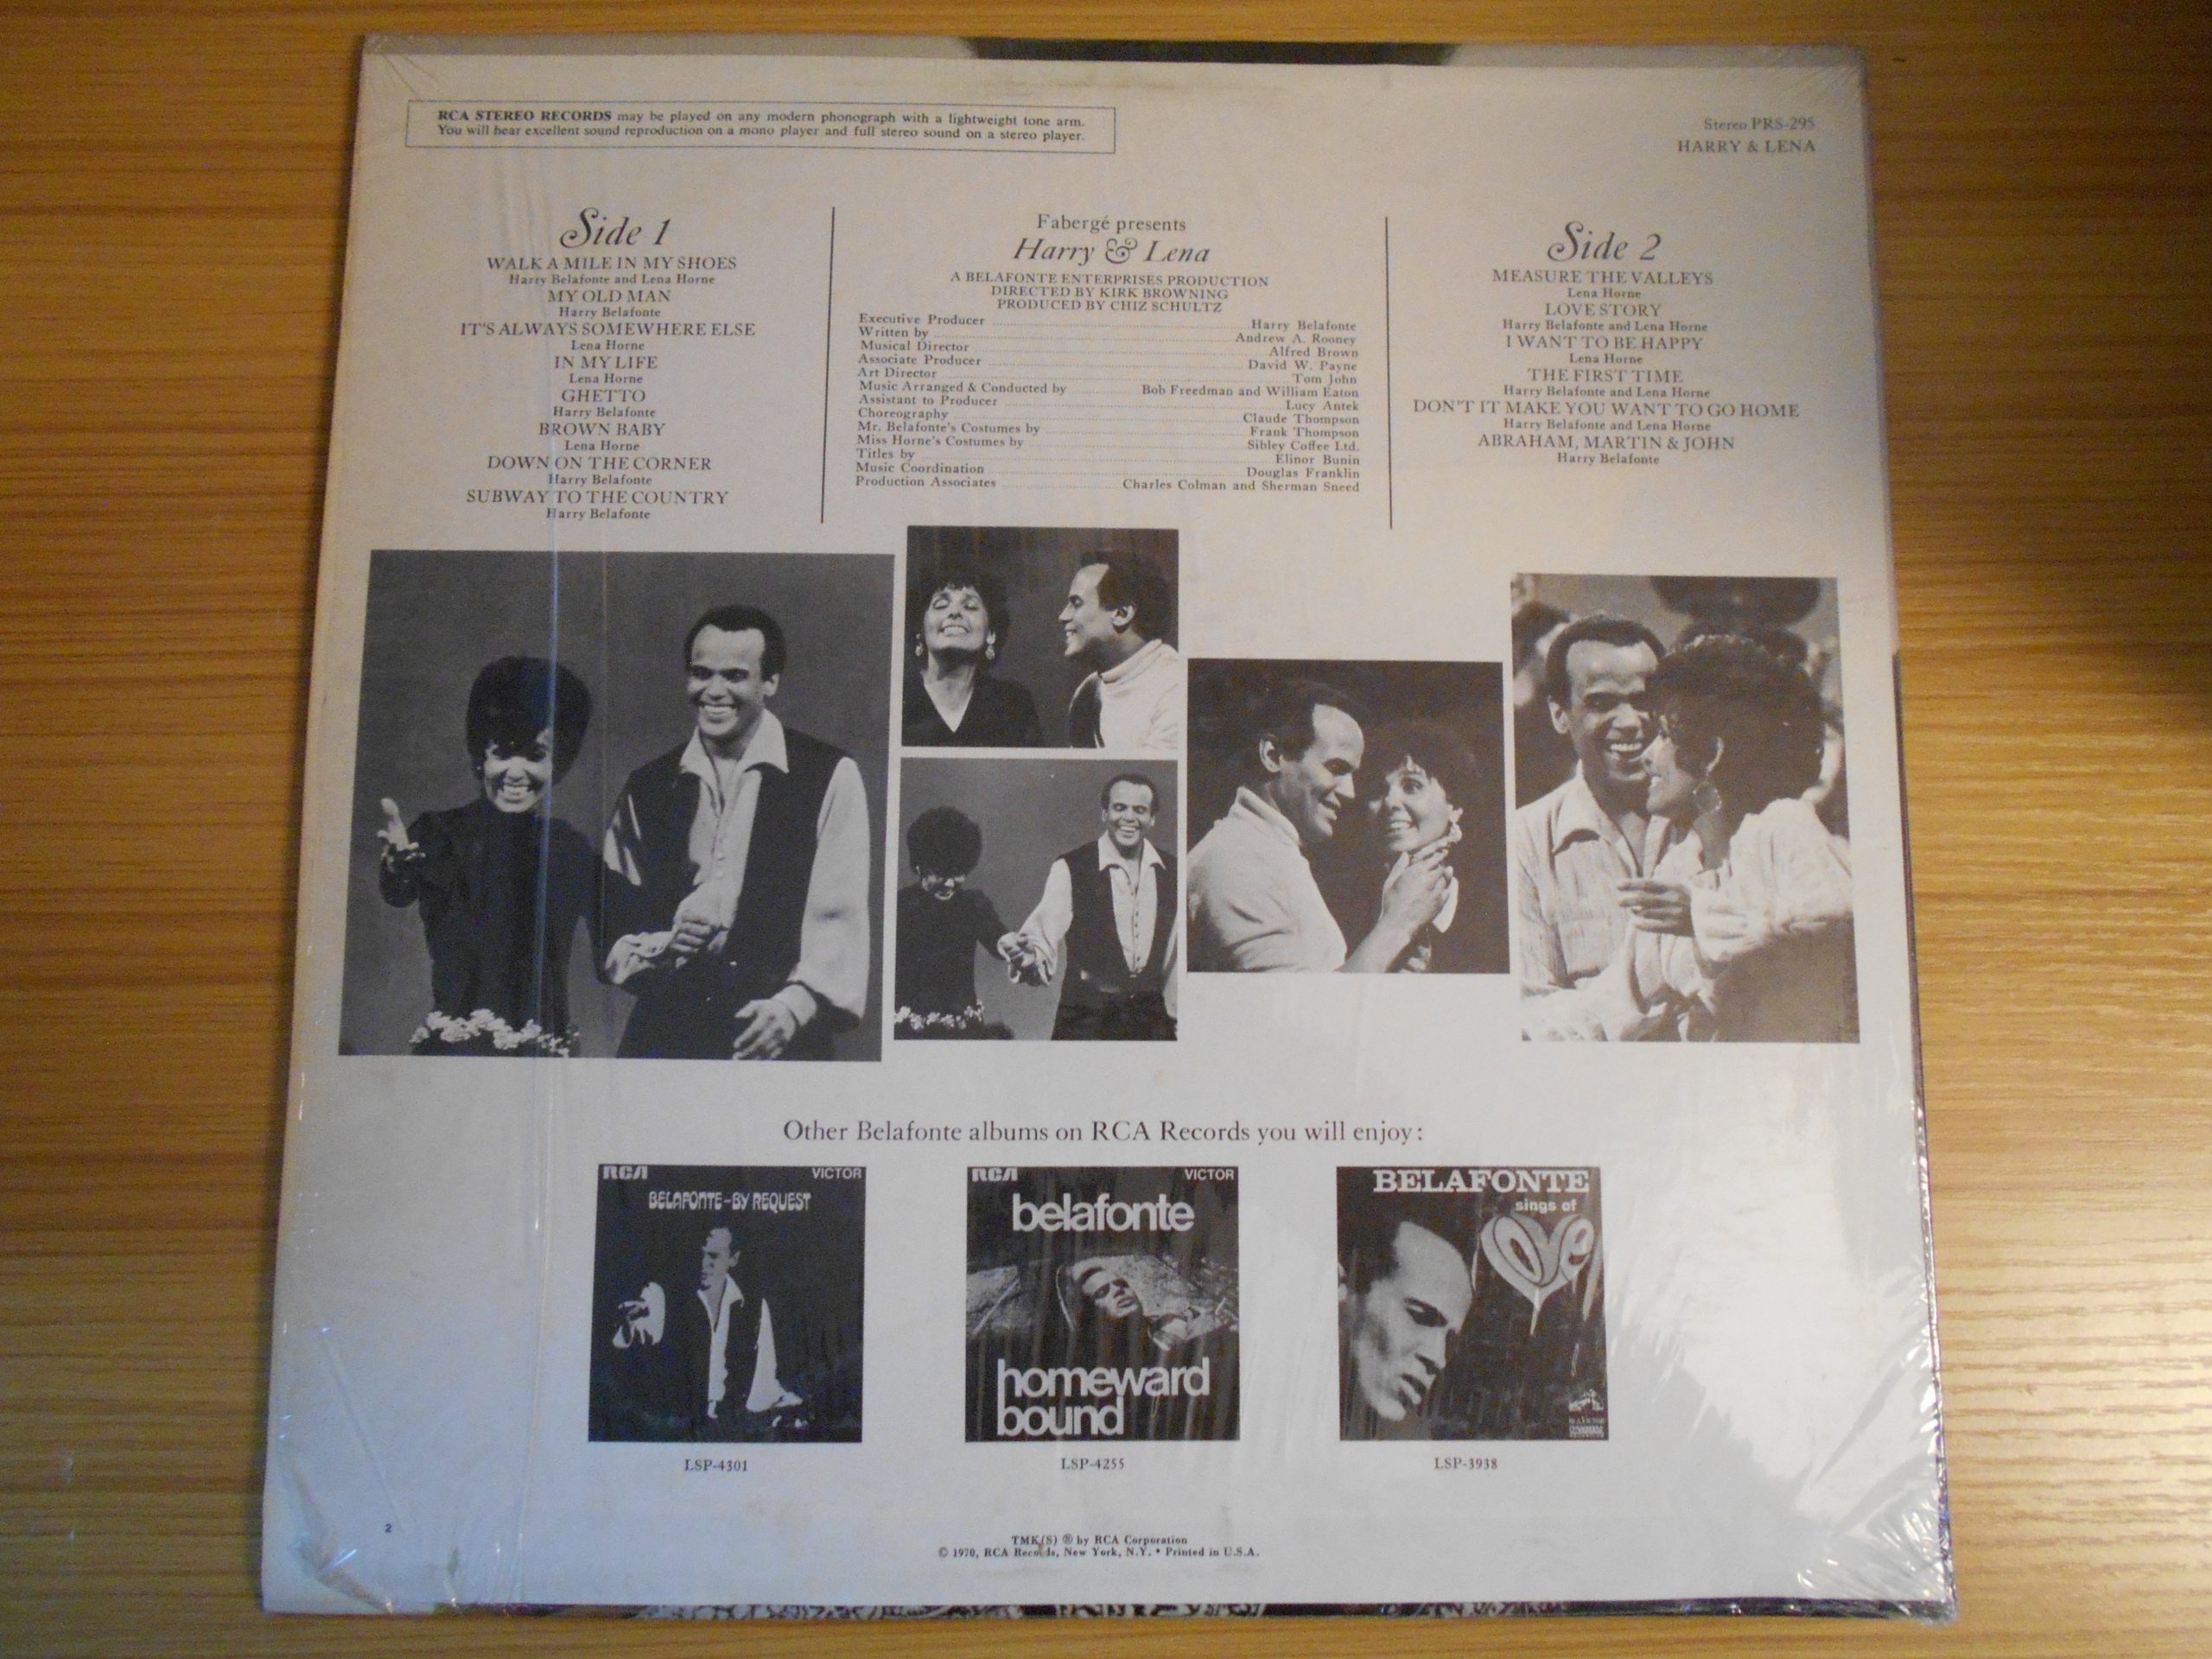 RCA STEREO RECORDS may be played on any modern phonograph with a lightweight tone arm.
You will hear excellent sound reproduction on a mono player and full stereo sound on a stereo player.
Stereo PRS-295
HARRY & LENA
Side 1
WALK A MILE IN MY SHOES
Harry Belafonte and Lena Horne
MY OLD MAN
Harry Belafonte
IT'S ALWAYS SOMEWHERE ELSE
Lena Horne
IN MY LIFE
Lena Horne
GHETTO
Harry Belafonte
BROWN BABY
Lena Horne
DOWN ON THE CORNER
Harry Belafonte
SUBWAY TO THE COUNTRY
Harry Belafonte
Fabergé presents
Harry & Lena
A BELAFONTE ENTERPRISES PRODUCTION
DIRECTED BY KIRK BROWNING
PRODUCED BY CHIZ SCHULTZ
Executive Producer Harry Belafonte
Written by Andrew A. Rooney
Musical Director Alfred Brown
Associate Producer David W. Payne
Art Director Tom John
Music Arranged & Conducted by Bob Freedman and William Eaton
Assistant to Producer Lucy Antek
Choreography Claude Thompson
Mr. Belafonte's Costumes by Frank Thompson
Miss Horne's Costumes by Sibley Coffee Ltd.
Titles by Elinor Bunin
Music Coordination Douglas Franklin
Production Associates Charles Colman and Sherman Sneed
Side 2
MEASURE THE VALLEYS
Lena Horne
LOVE STORY
Harry Belafonte and Lena Horne
I WANT TO BE HAPPY
Lena Horne
THE FIRST TIME
Harry Belafonte and Lena Horne
DON'T IT MAKE YOU WANT TO GO HOME
Harry Belafonte and Lena Horne
ABRAHAM, MARTIN & JOHN
Harry Belafonte
Other Belafonte albums on RCA Records you will enjoy:
RCA VICTOR
BELAFONTE-BY REQUEST
LSP-4301
RCA VICTOR
belafonte
homeward
bound
LSP-4255
BELAFONTE
sings of
love
LSP-3938
2
TMK(S) ® by RCA Corporation
© 1970, RCA Records, New York, N.Y. • Printed in U.S.A.